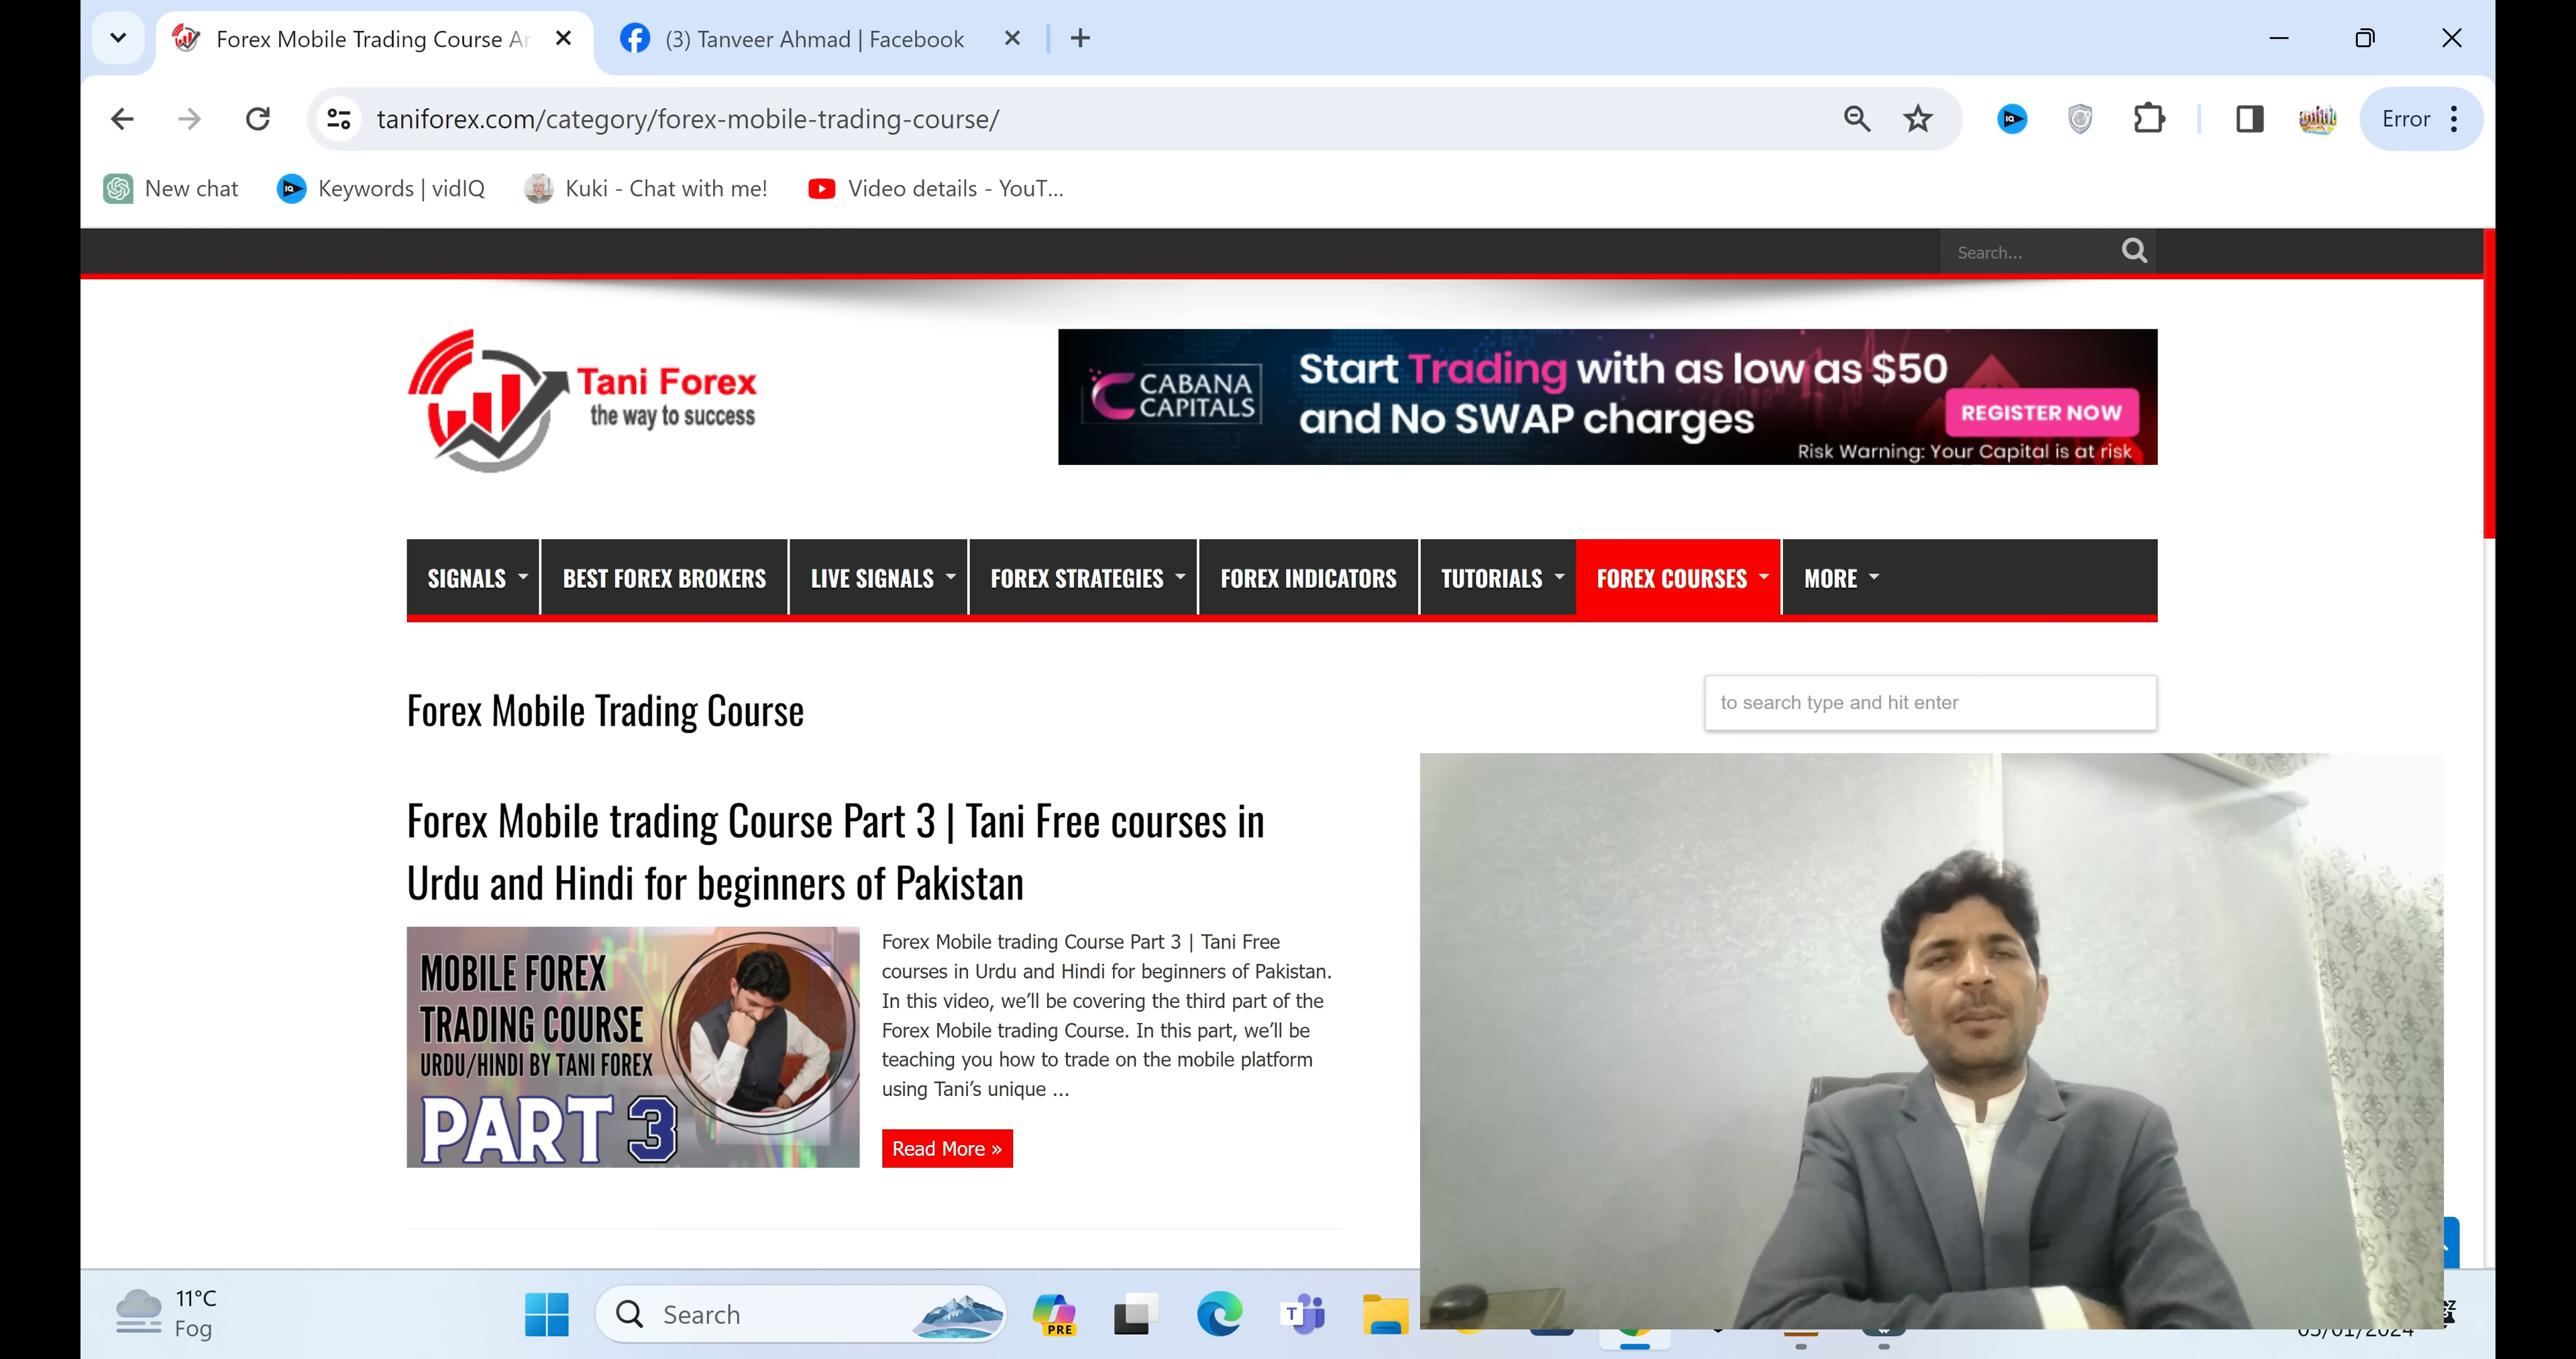 Forex Mobile Trading Course Ar
(3) Tanveer Ahmad | Facebook
taniforex.com/category/forex-mobile-trading-course/
Error
New chat
Keywords | vidIQ
Kuki - Chat with me!
Video details - YouT...
Search...
Tani Forex
the way to success
CABANA
CAPITALS
Start Trading with as low as $50
and No SWAP charges
REGISTER NOW
Risk Warning: Your Capital is at risk
SIGNALS
BEST FOREX BROKERS
LIVE SIGNALS
FOREX STRATEGIES
FOREX INDICATORS
TUTORIALS
FOREX COURSES
MORE
Forex Mobile Trading Course
to search type and hit enter
Forex Mobile trading Course Part 3 | Tani Free courses in
Urdu and Hindi for beginners of Pakistan
MOBILE FOREX
TRADING COURSE
URDU/HINDI BY TANI FOREX
PART 3
Forex Mobile trading Course Part 3 | Tani Free
courses in Urdu and Hindi for beginners of Pakistan.
In this video, we'll be covering the third part of the
Forex Mobile trading Course. In this part, we'll be
teaching you how to trade on the mobile platform
using Tani's unique ...
Read More »
11°C
Fog
Search
PRE
T